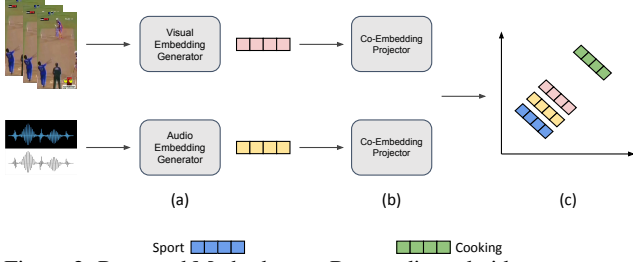 Visual
Embedding
Generator
Co-Embedding
Projector
Audio
Embedding
Generator
Co-Embedding
Projector
(a)
(b)
(c)
Sport
Cooking